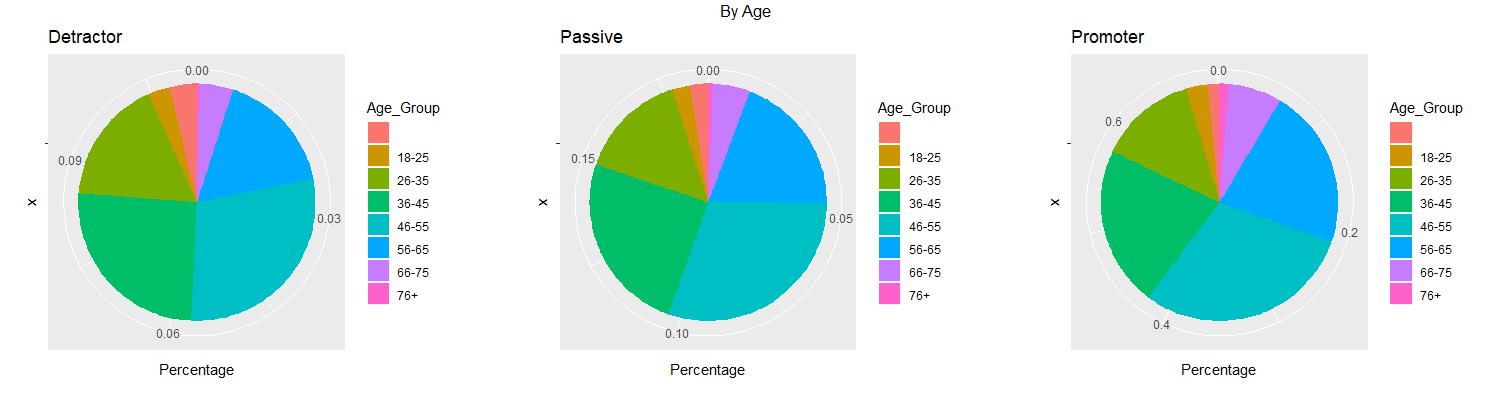 By Age
Detractor
0.00
0.03
0.06
0.09
x
Percentage
Age_Group
18-25
26-35
36-45
46-55
56-65
66-75
76+
Passive
0.00
0.05
0.10
0.15
x
Percentage
Age_Group
18-25
26-35
36-45
46-55
56-65
66-75
76+
Promoter
0.0
0.2
0.4
0.6
x
Percentage
Age_Group
18-25
26-35
36-45
46-55
56-65
66-75
76+